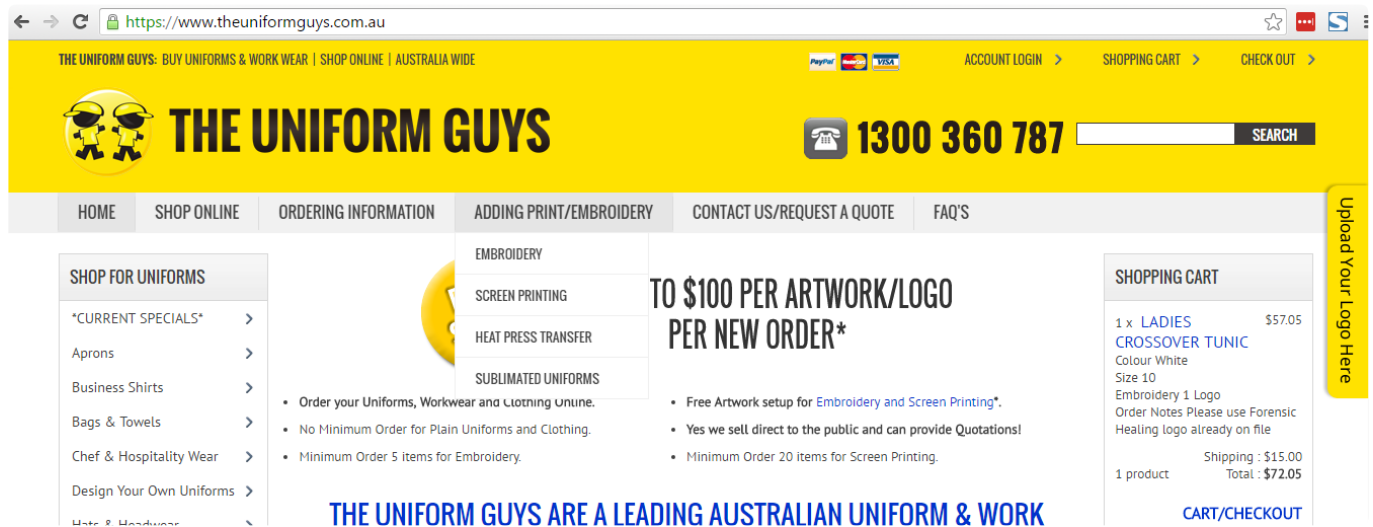 https://www.theuniformguys.com.au
THE UNIFORM GUYS: BUY UNIFORMS & WORK WEAR | SHOP ONLINE | AUSTRALIA WIDE
PayPal MasterCard VISA
ACCOUNT LOGIN >
SHOPPING CART >
CHECK OUT >
THE UNIFORM GUYS
1300 360 787
SEARCH
HOME
SHOP ONLINE
ORDERING INFORMATION
ADDING PRINT/EMBROIDERY
CONTACT US/REQUEST A QUOTE
FAQ'S
EMBROIDERY
SCREEN PRINTING
HEAT PRESS TRANSFER
SUBLIMATED UNIFORMS
SHOP FOR UNIFORMS
*CURRENT SPECIALS*
Aprons
Business Shirts
Bags & Towels
Chef & Hospitality Wear
Design Your Own Uniforms
Hats & Headwear
TO $100 PER ARTWORK/LOGO
PER NEW ORDER*
• Order your Uniforms, Workwear and Clothing Online.
• No Minimum Order for Plain Uniforms and Clothing.
• Minimum Order 5 items for Embroidery.
• Free Artwork setup for Embroidery and Screen Printing*.
• Yes we sell direct to the public and can provide Quotations!
• Minimum Order 20 items for Screen Printing.
THE UNIFORM GUYS ARE A LEADING AUSTRALIAN UNIFORM & WORK
SHOPPING CART
1 x LADIES $57.05
CROSSOVER TUNIC
Colour White
Size 10
Embroidery 1 Logo
Order Notes Please use Forensic
Healing logo already on file
Shipping : $15.00
1 product Total : $72.05
CART/CHECKOUT
Upload Your Logo Here